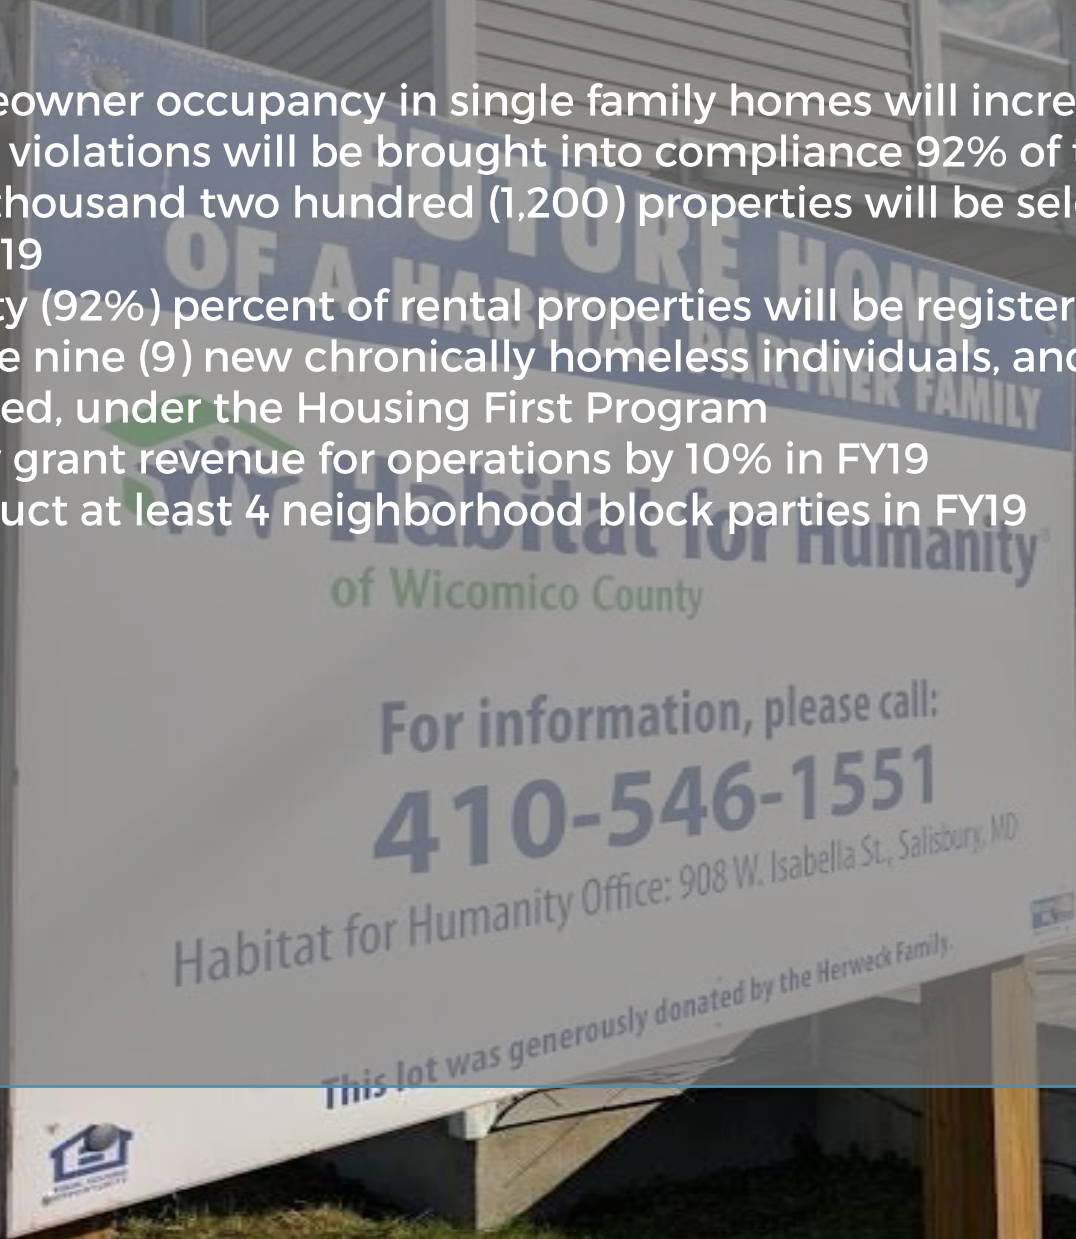 eowner occupancy in single family homes will incre
violations will be brought into compliance 92% of
thousand two hundred (1,200) properties will be sel
19
ty (92%) percent of rental properties will be register
e nine (9) new chronically homeless individuals, and
ed, under the Housing First Program
grant revenue for operations by 10% in FY19
uct at least 4 neighborhood block parties in FY19
FUTURE HOME
OF A HABITAT PARTNER FAMILY
Habitat for Humanity®
of Wicomico County
For information, please call:
410-546-1551
Habitat for Humanity Office: 908 W. Isabella St., Salisbury, MD
This lot was generously donated by the Herweck Family.
EQUAL HOUSING
OPPORTUNITY